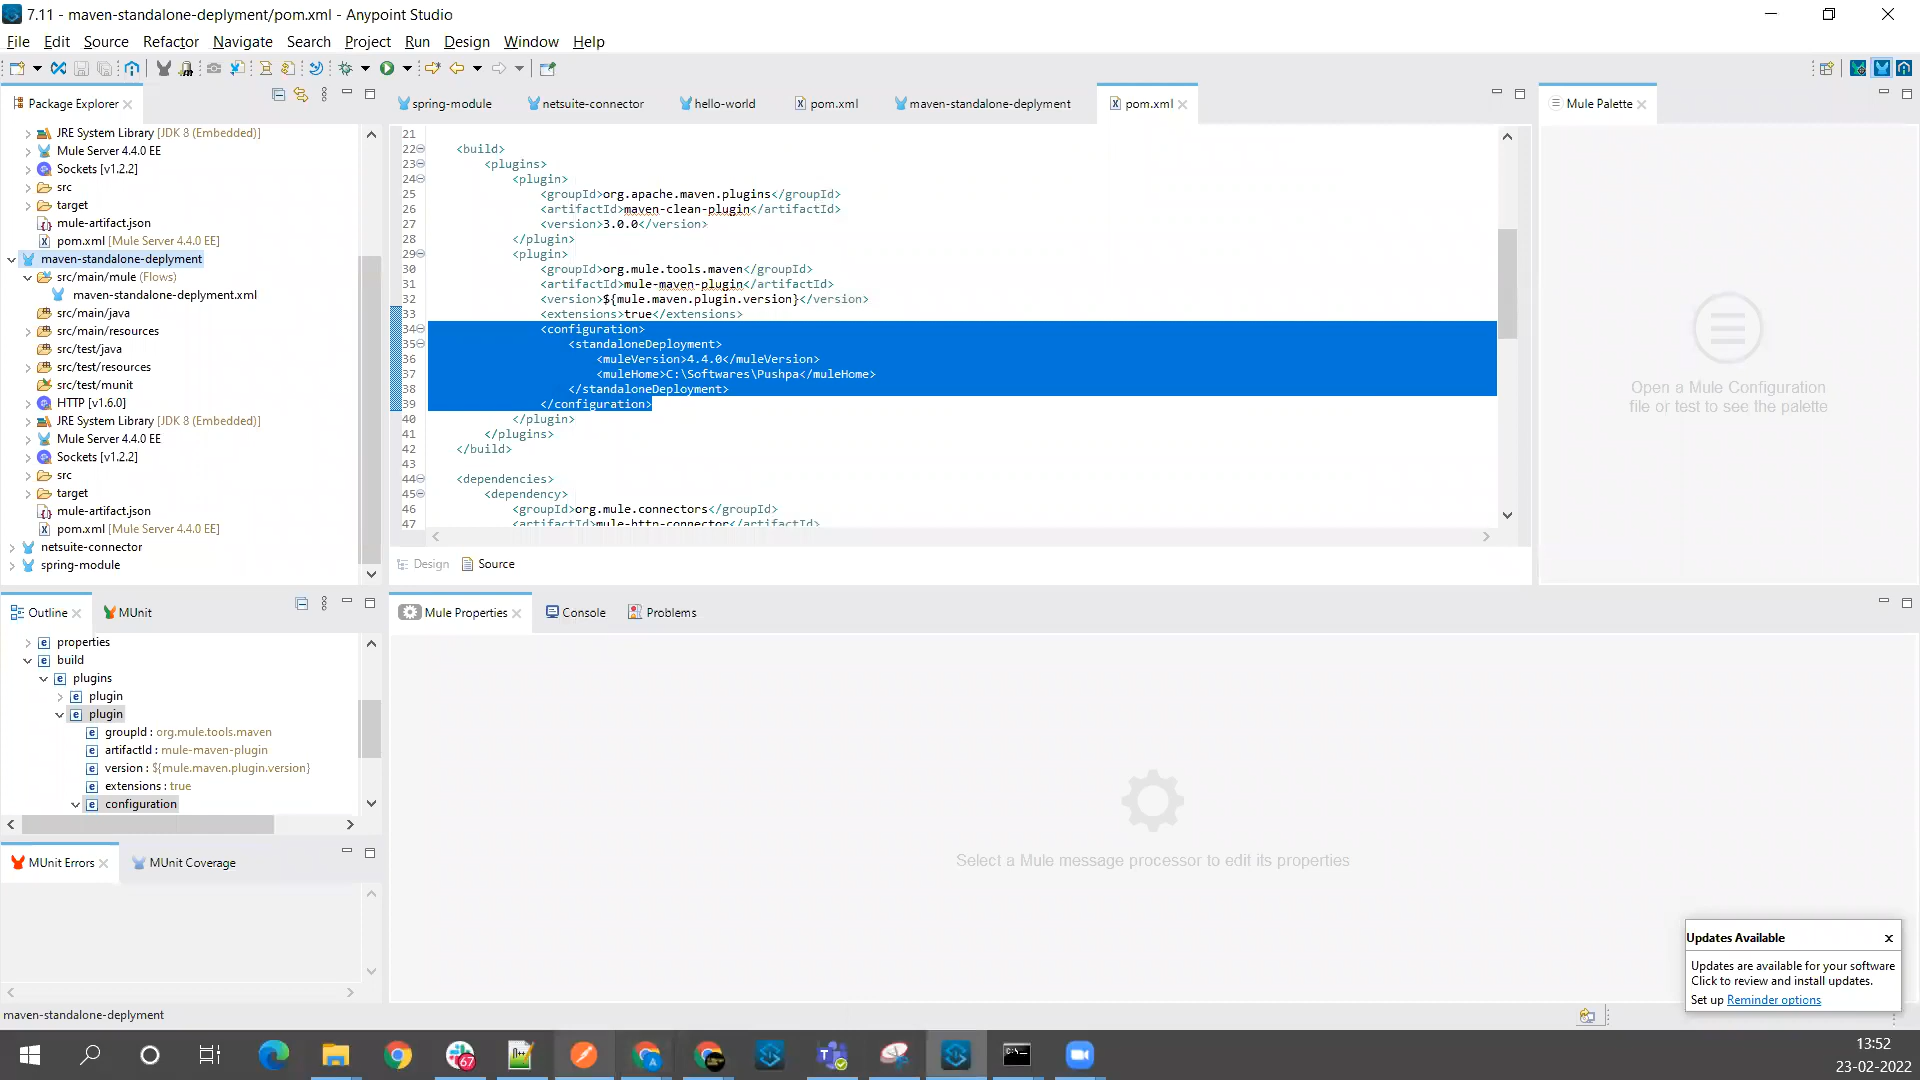 7.11 - maven-standalone-deplyment/pom.xml - Anypoint Studio
File Edit Source Refactor Navigate Search Project Run Design Window Help
Package Explorer
JRE System Library [JDK 8 (Embedded)]
Mule Server 4.4.0 EE
Sockets [v1.2.2]
src
target
mule-artifact.json
pom.xml [Mule Server 4.4.0 EE]
maven-standalone-deplyment
src/main/mule (Flows)
maven-standalone-deplyment.xml
src/main/java
src/main/resources
src/test/java
src/test/resources
src/test/munit
HTTP [v1.6.0]
JRE System Library [JDK 8 (Embedded)]
Mule Server 4.4.0 EE
Sockets [v1.2.2]
src
target
mule-artifact.json
pom.xml [Mule Server 4.4.0 EE]
netsuite-connector
spring-module
spring-module netsuite-connector hello-world pom.xml maven-standalone-deplyment pom.xml
21
22 <build>
23 <plugins>
24 <plugin>
25 <groupId>org.apache.maven.plugins</groupId>
26 <artifactId>maven-clean-plugin</artifactId>
27 <version>3.0.0</version>
28 </plugin>
29 <plugin>
30 <groupId>org.mule.tools.maven</groupId>
31 <artifactId>mule-maven-plugin</artifactId>
32 <version>${mule.maven.plugin.version}</version>
33 <extensions>true</extensions>
34 <configuration>
35 <standaloneDeployment>
36 <muleVersion>4.4.0</muleVersion>
37 <muleHome>C:\Softwares\Pushpa</muleHome>
38 </standaloneDeployment>
39 </configuration>
40 </plugin>
41 </plugins>
42 </build>
43
44 <dependencies>
45 <dependency>
46 <groupId>org.mule.connectors</groupId>
47 <artifactId>mule-http-connector</artifactId>
Design Source
Mule Palette
Open a Mule Configuration
file or test to see the palette
Outline MUnit
properties
build
plugins
plugin
plugin
groupId : org.mule.tools.maven
artifactId : mule-maven-plugin
version : ${mule.maven.plugin.version}
extensions : true
configuration
MUnit Errors MUnit Coverage
Mule Properties Console Problems
Select a Mule message processor to edit its properties
Updates Available
Updates are available for your software
Click to review and install updates.
Set up Reminder options
maven-standalone-deplyment
67
A
13:52
23-02-2022